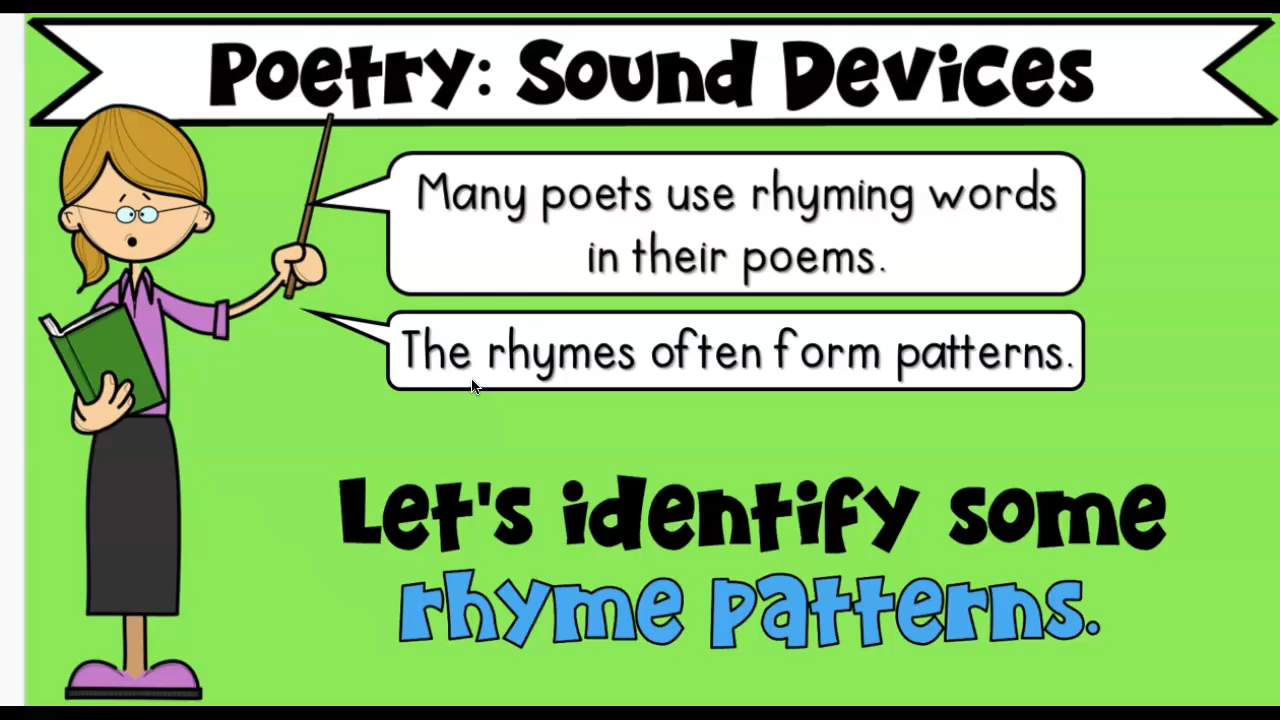 Poetry: Sound Devices
Many poets use rhyming words
in their poems.
The rhymes often form patterns.
Let's identify some
rhyme patterns.